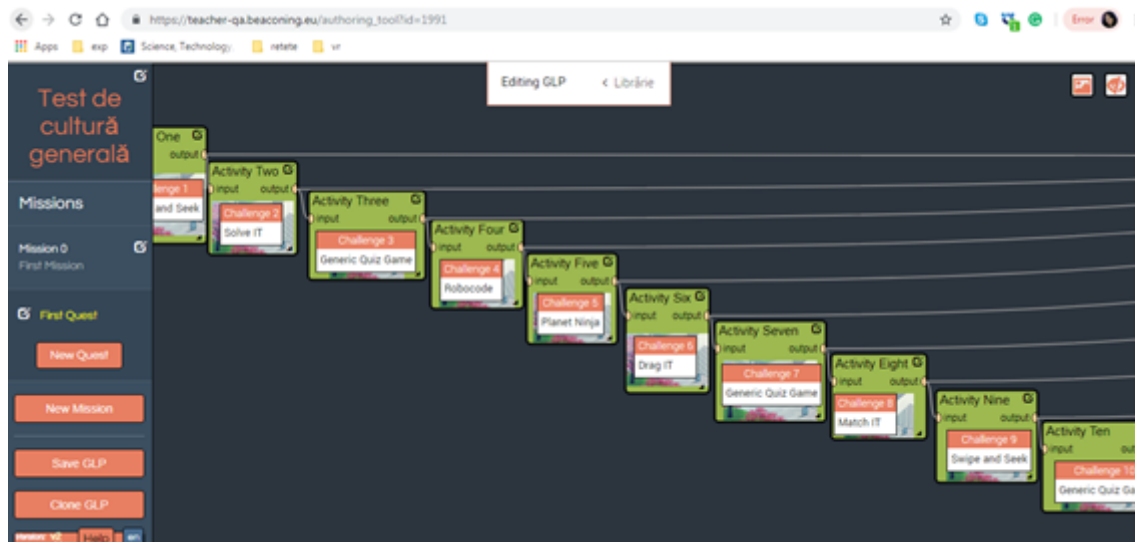 https://teacher-qa.beaconing.eu/authoring_tool?id=1991
Error
Apps
exp
Science, Technology
retete
vr
Editing GLP
< Librărie
Test de
cultură
generală
Missions
Mission 0
First Mission
First Quest
New Quest
New Mission
Save GLP
Clone GLP
Help
en
One
output
lenge 1
and Seek
Activity Two
input output
Challenge 2
Solve IT
Activity Three
input output
Challenge 3
Generic Quiz Game
Activity Four
input output
Challenge 4
Robocode
Activity Five
input output
Challenge 5
Planet Ninja
Activity Six
input output
Challenge 6
Drag IT
Activity Seven
input output
Challenge 7
Generic Quiz Game
Activity Eight
input output
Challenge 8
Match IT
Activity Nine
input output
Challenge 9
Swipe and Seek
Activity Ten
input out
Challenge 10
Generic Quiz Ga